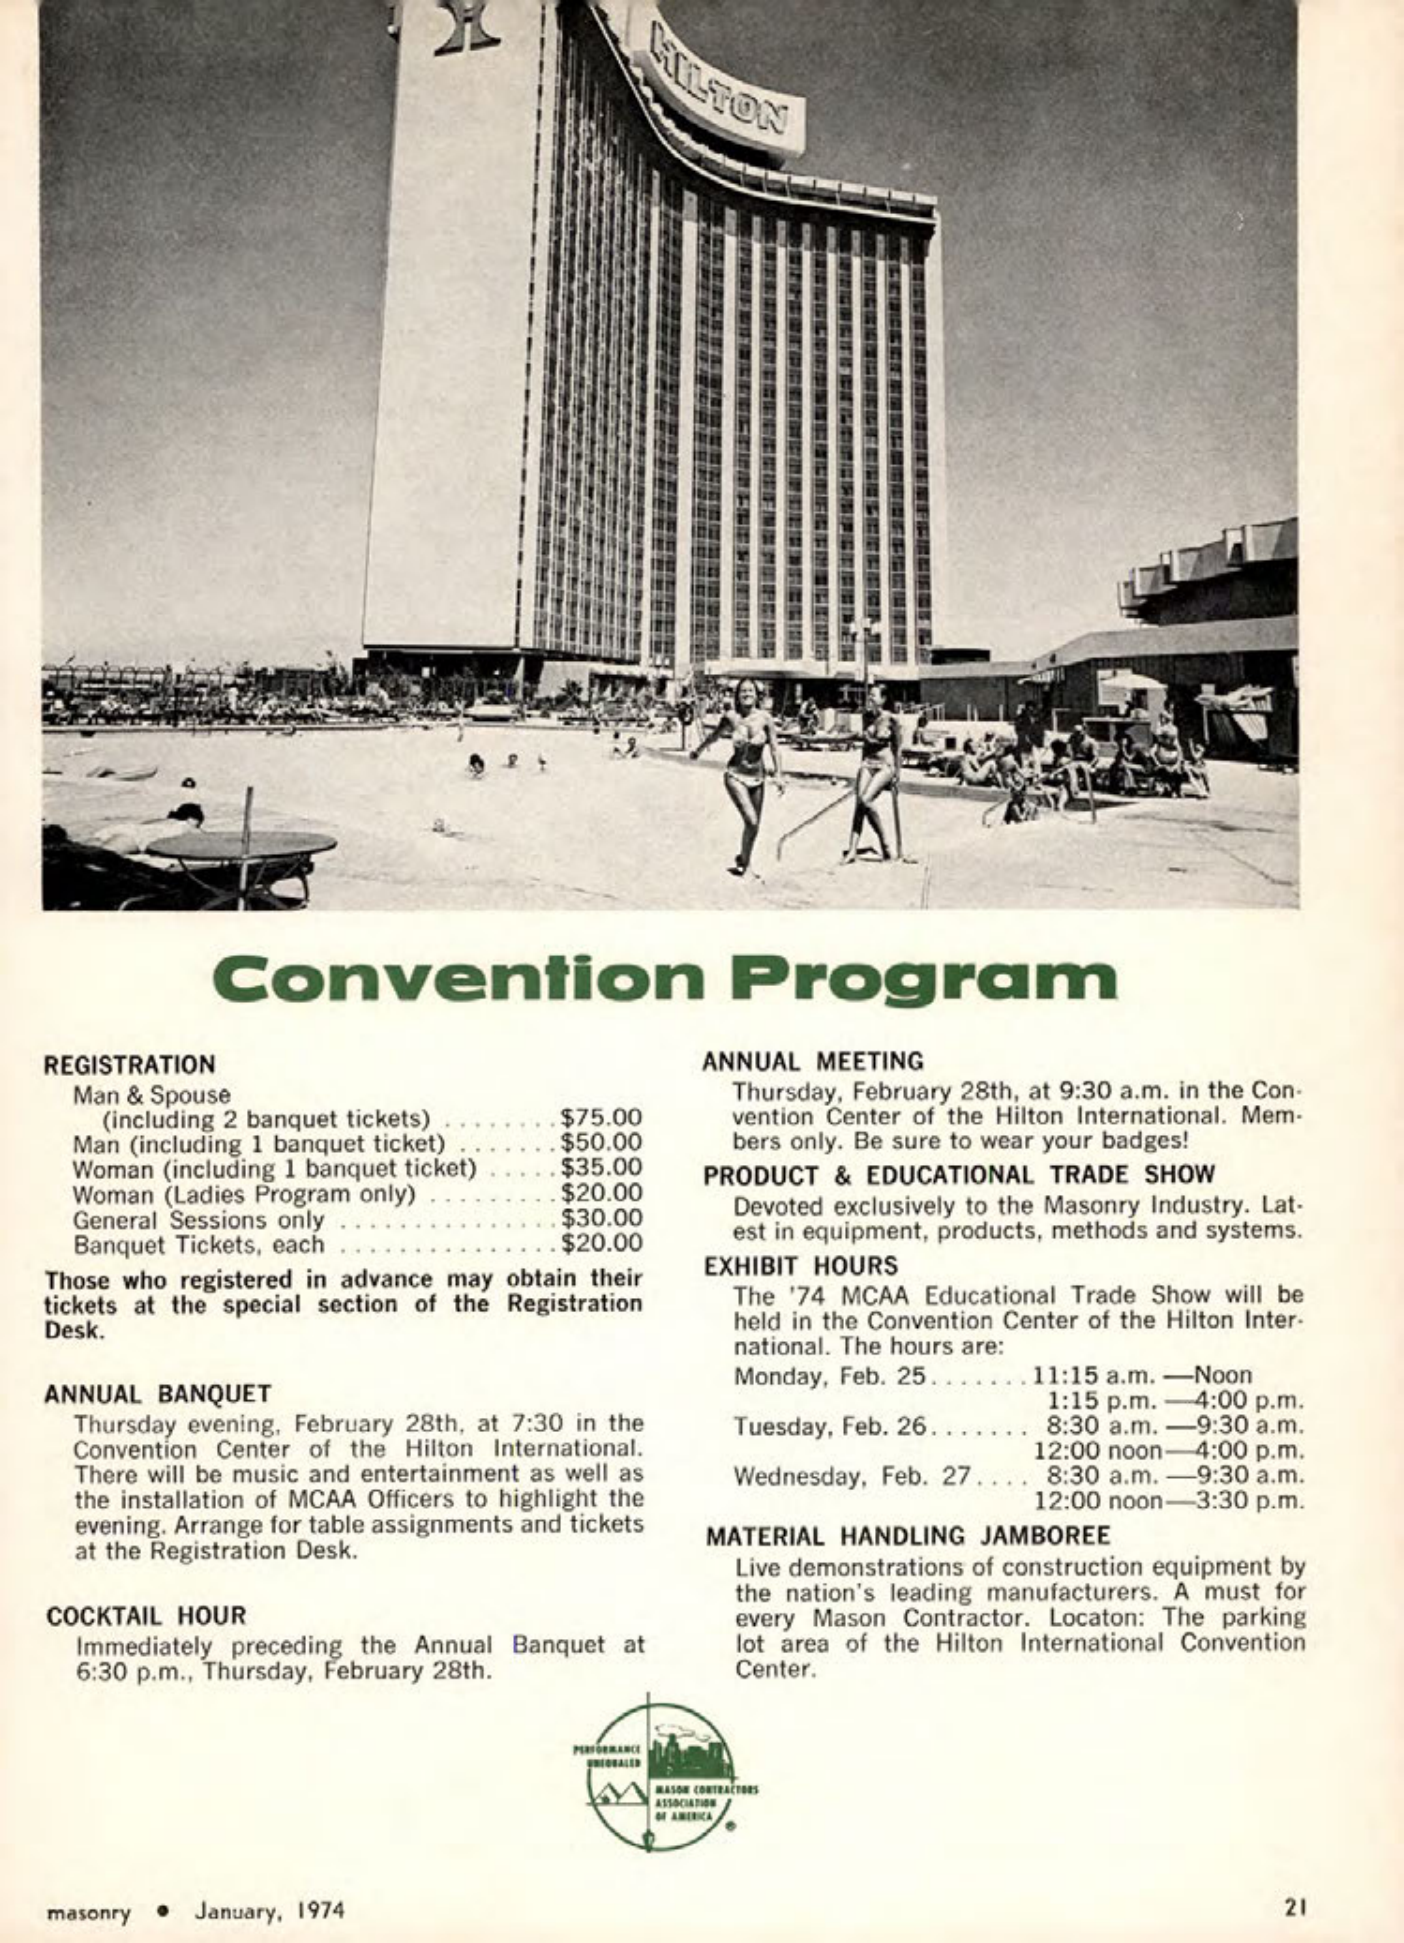 HILTON
Convention Program
REGISTRATION
Man & Spouse
(including 2 banquet tickets) ........$75.00
Man (including 1 banquet ticket) .......$50.00
Woman (including 1 banquet ticket) .....$35.00
Woman (Ladies Program only) .........$20.00
General Sessions only ...............$30.00
Banquet Tickets, each ...............$20.00
Those who registered in advance may obtain their
tickets at the special section of the Registration
Desk.
ANNUAL BANQUET
Thursday evening, February 28th, at 7:30 in the
Convention Center of the Hilton International.
There will be music and entertainment as well as
the installation of MCAA Officers to highlight the
evening. Arrange for table assignments and tickets
at the Registration Desk.
COCKTAIL HOUR
Immediately preceding the Annual Banquet at
6:30 p.m., Thursday, February 28th.
ANNUAL MEETING
Thursday, February 28th, at 9:30 a.m. in the Con-
vention Center of the Hilton International. Mem-
bers only. Be sure to wear your badges!
PRODUCT & EDUCATIONAL TRADE SHOW
Devoted exclusively to the Masonry Industry. Lat-
est in equipment, products, methods and systems.
EXHIBIT HOURS
The '74 MCAA Educational Trade Show will be
held in the Convention Center of the Hilton Inter-
national. The hours are:
Monday, Feb. 25.......11:15 a.m. —Noon
1:15 p.m. —4:00 p.m.
Tuesday, Feb. 26....... 8:30 a.m. —9:30 a.m.
12:00 noon—4:00 p.m.
Wednesday, Feb. 27.... 8:30 a.m. —9:30 a.m.
12:00 noon—3:30 p.m.
MATERIAL HANDLING JAMBOREE
Live demonstrations of construction equipment by
the nation's leading manufacturers. A must for
every Mason Contractor. Locaton: The parking
lot area of the Hilton International Convention
Center.
PERFORMANCE
UNEQUALED
MASON CONTRACTORS
ASSOCIATION
OF AMERICA
®
masonry • January, 1974
21